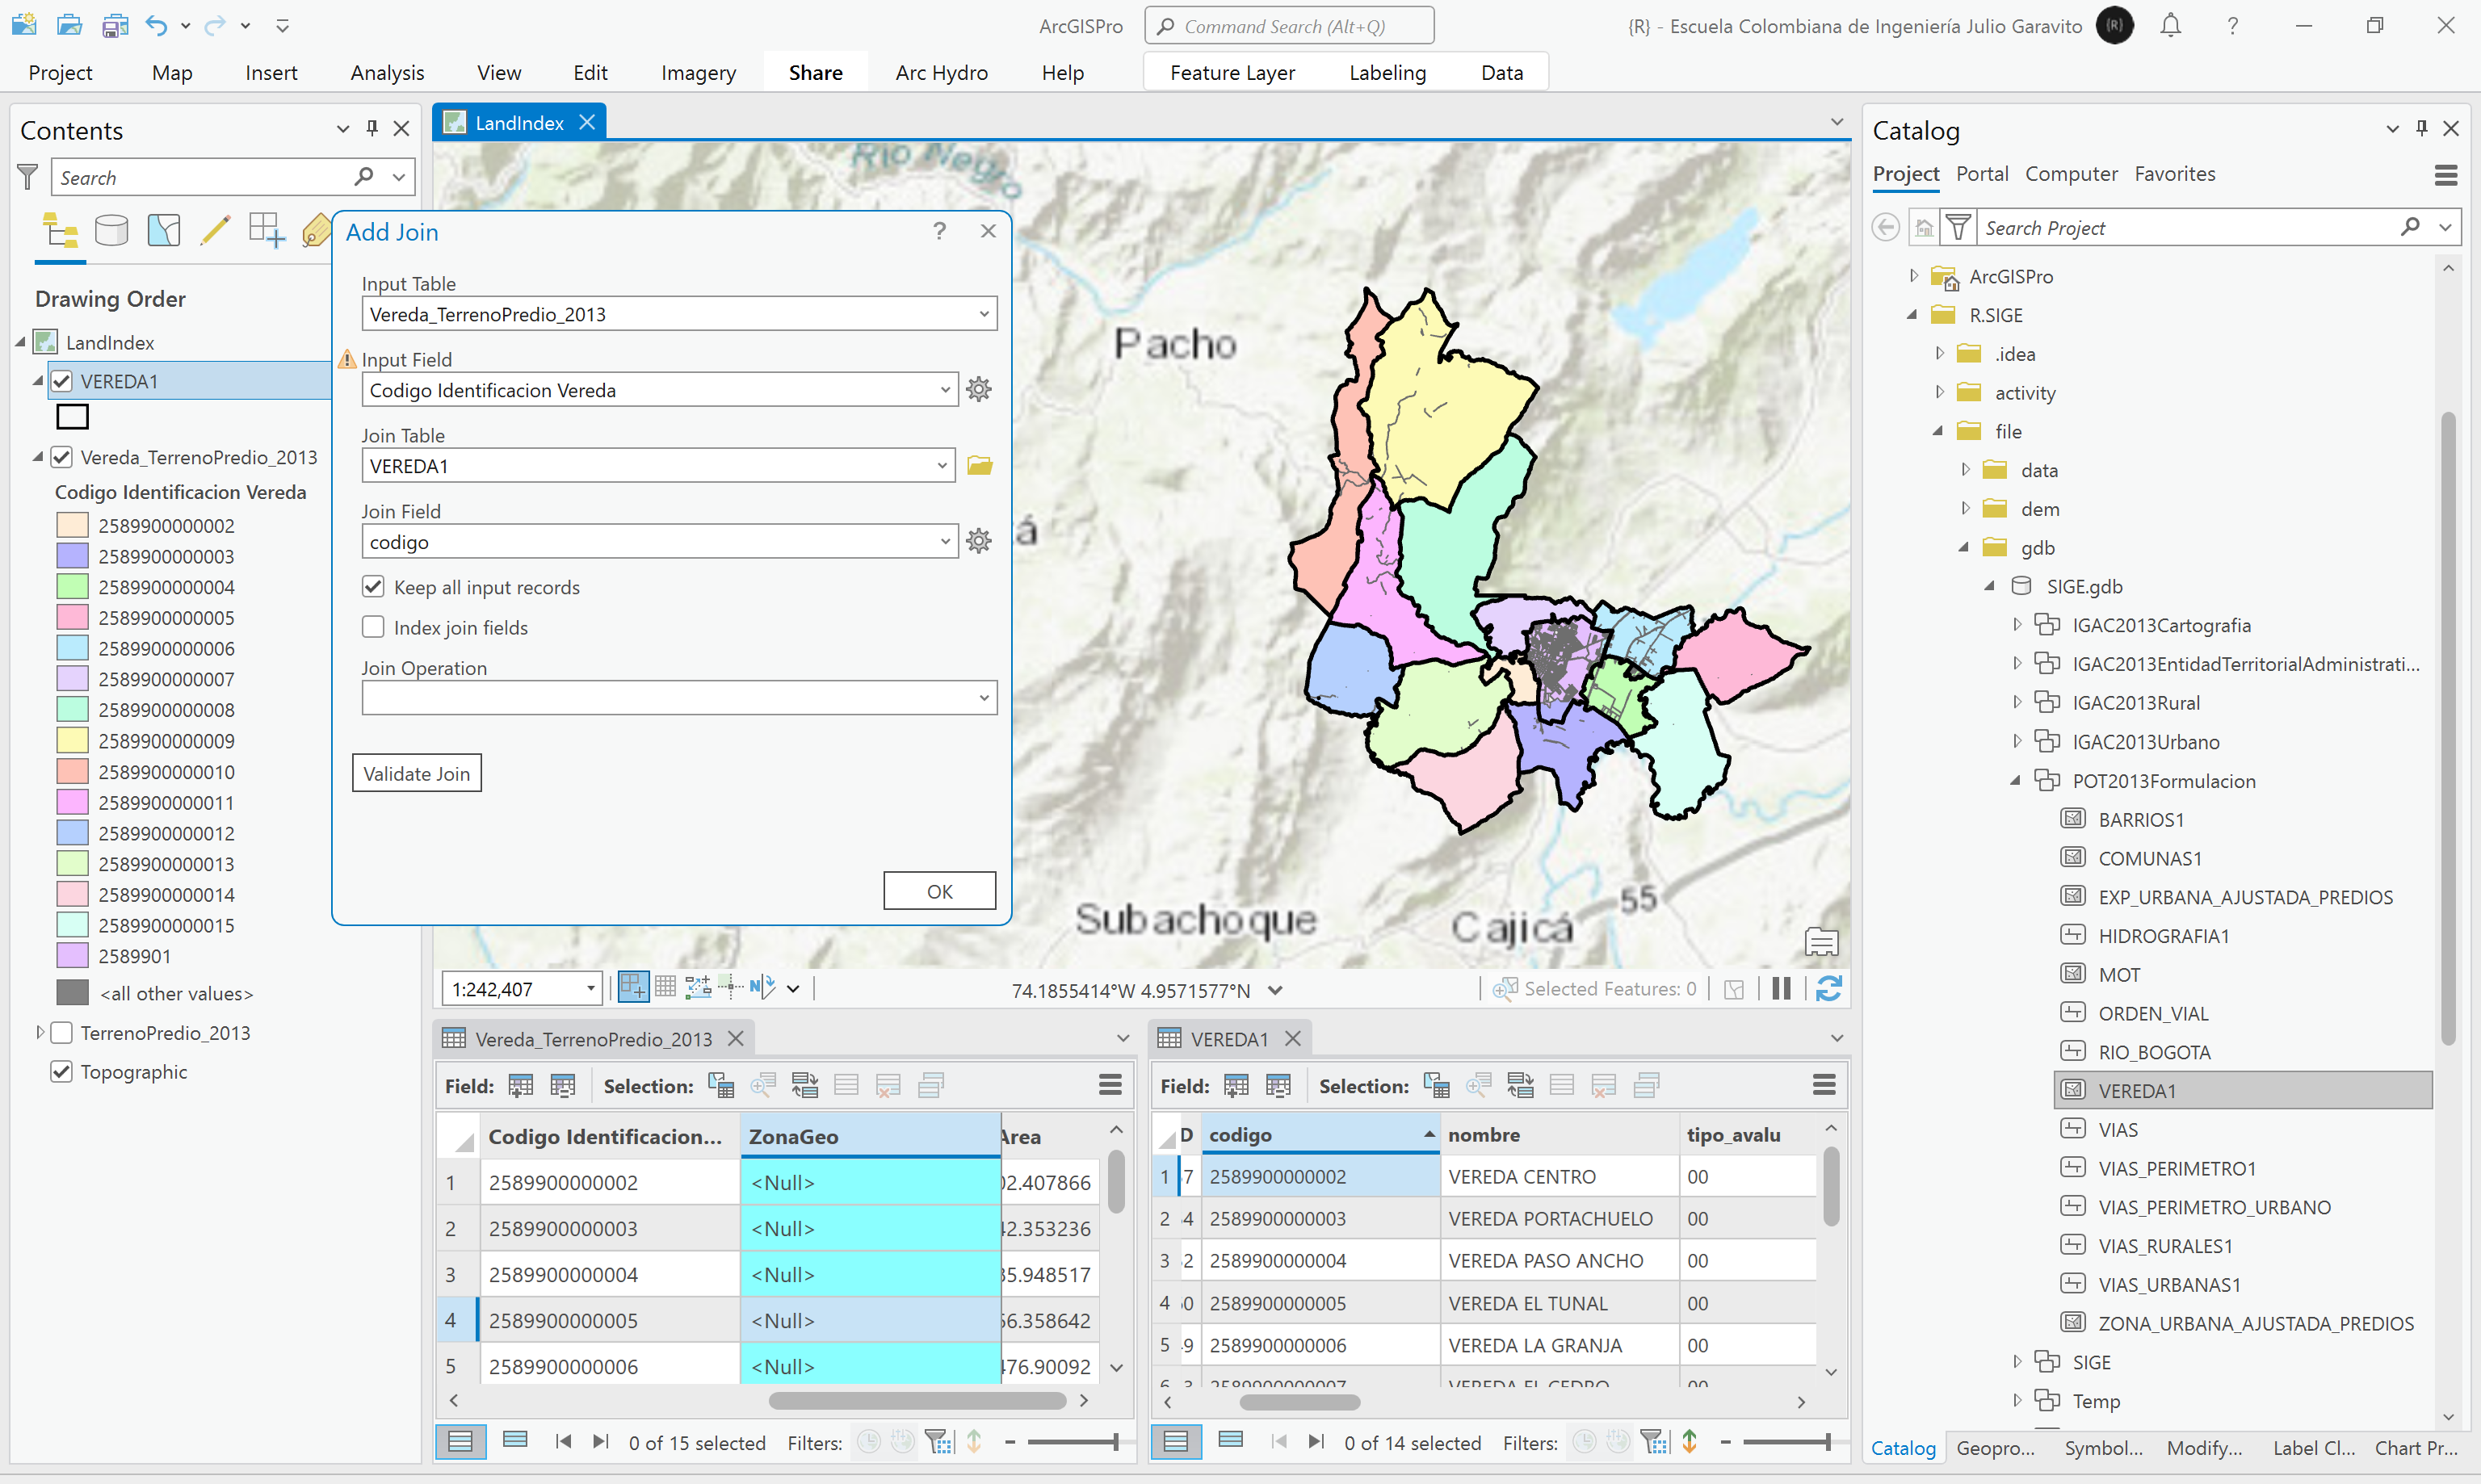 ArcGISPro
Command Search (Alt+Q)
{R} - Escuela Colombiana de Ingeniería Julio Garavito
{R}
?
Project Map Insert Analysis View Edit Imagery Share Arc Hydro Help Feature Layer Labeling Data
Contents
Search
Drawing Order
LandIndex
VEREDA1
Vereda_TerrenoPredio_2013
Codigo Identificacion Vereda
2589900000002
2589900000003
2589900000004
2589900000005
2589900000006
2589900000007
2589900000008
2589900000009
2589900000010
2589900000011
2589900000012
2589900000013
2589900000014
2589900000015
2589901
<all other values>
TerrenoPredio_2013
Topographic
Add Join
?
Input Table
Vereda_TerrenoPredio_2013
Input Field
Codigo Identificacion Vereda
Join Table
VEREDA1
Join Field
codigo
Keep all input records
Index join fields
Join Operation
Validate Join
OK
LandIndex
Rio Negro
Pacho
á
Subachoque
Cajicá
55
1:242,407
N
74.1855414°W 4.9571577°N
Selected Features: 0
Vereda_TerrenoPredio_2013
Field: Selection:
Codigo Identificacion... ZonaGeo Area
1 2589900000002 <Null> 02.407866
2 2589900000003 <Null> 42.353236
3 2589900000004 <Null> 35.948517
4 2589900000005 <Null> 56.358642
5 2589900000006 <Null> 476.90092
0 of 15 selected Filters:
VEREDA1
Field: Selection:
D codigo nombre tipo_avalu
1 7 2589900000002 VEREDA CENTRO 00
2 4 2589900000003 VEREDA PORTACHUELO 00
3 2 2589900000004 VEREDA PASO ANCHO 00
4 0 2589900000005 VEREDA EL TUNAL 00
5 9 2589900000006 VEREDA LA GRANJA 00
6 3 2589900000007 VEREDA EL CEDRO 00
0 of 14 selected Filters:
Catalog
Project Portal Computer Favorites
Search Project
ArcGISPro
R.SIGE
.idea
activity
file
data
dem
gdb
SIGE.gdb
IGAC2013Cartografia
IGAC2013EntidadTerritorialAdministrati...
IGAC2013Rural
IGAC2013Urbano
POT2013Formulacion
BARRIOS1
COMUNAS1
EXP_URBANA_AJUSTADA_PREDIOS
HIDROGRAFIA1
MOT
ORDEN_VIAL
RIO_BOGOTA
VEREDA1
VIAS
VIAS_PERIMETRO1
VIAS_PERIMETRO_URBANO
VIAS_RURALES1
VIAS_URBANAS1
ZONA_URBANA_AJUSTADA_PREDIOS
SIGE
Temp
Catalog Geopro... Symbol... Modify... Label Cl... Chart Pr...